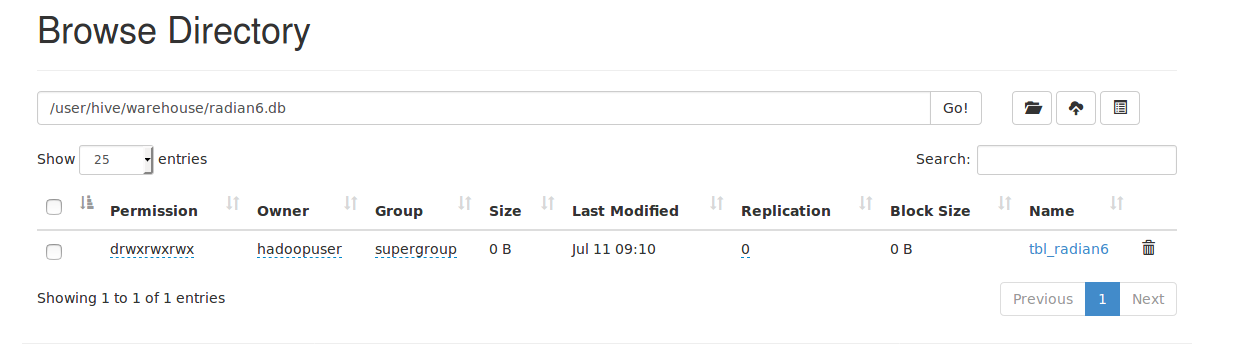 Browse Directory
/user/hive/warehouse/radian6.db Go!
Show 25 entries Search:
Permission Owner Group Size Last Modified Replication Block Size Name
drwxrwxrwx hadoopuser supergroup 0 B Jul 11 09:10 0 0 B tbl_radian6
Showing 1 to 1 of 1 entries Previous 1 Next